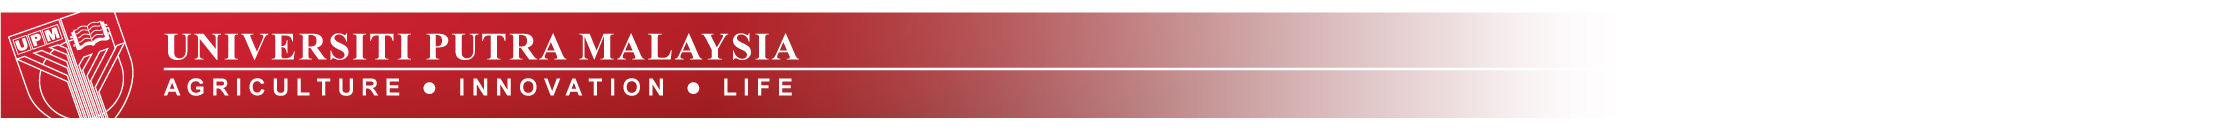 UPM
UNIVERSITI PUTRA MALAYSIA
AGRICULTURE ● INNOVATION ● LIFE